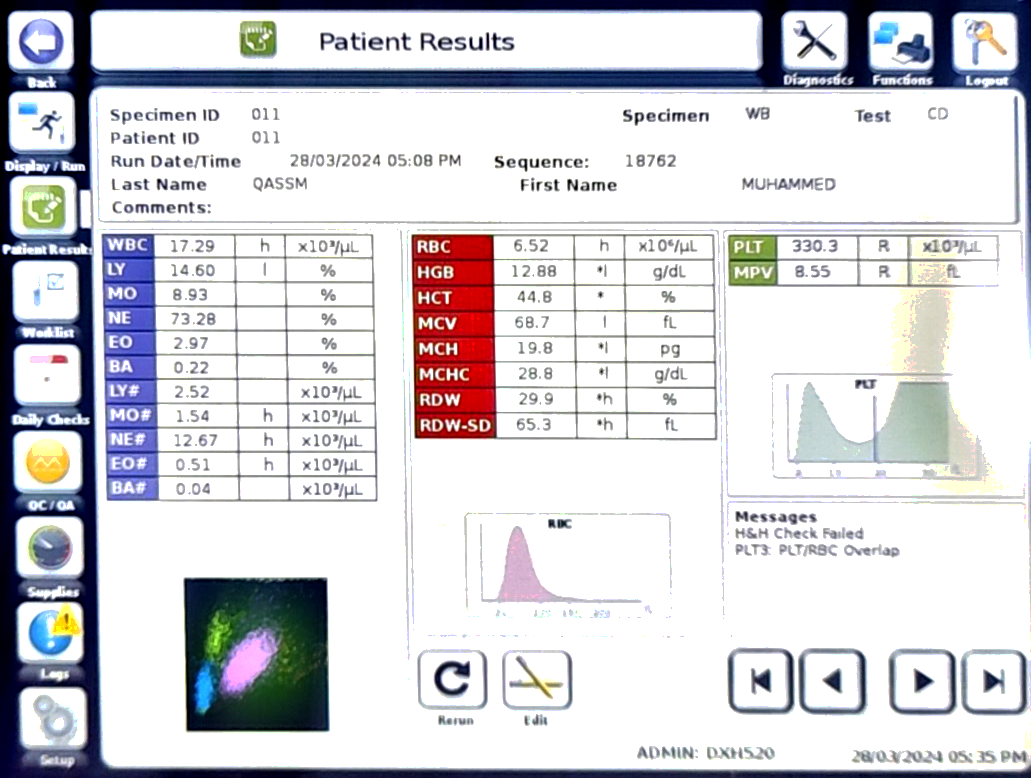 Patient Results
Back
Diagnostics
Functions
Logout
Specimen ID 011 Specimen WB Test CD
Patient ID 011
Run Date/Time 28/03/2024 05:08 PM Sequence: 18762
Last Name QASSM First Name MUHAMMED
Comments:
Display / Run
Patient Results
Worklist
Daily Checks
QC / QA
Supplies
Logs
Setup
WBC 17.29 h x10³/µL
LY 14.60 l %
MO 8.93 %
NE 73.28 %
EO 2.97 %
BA 0.22 %
LY# 2.52 x10³/µL
MO# 1.54 h x10³/µL
NE# 12.67 h x10³/µL
EO# 0.51 h x10³/µL
BA# 0.04 x10³/µL
RBC 6.52 h x10⁶/µL
HGB 12.88 *l g/dL
HCT 44.8 * %
MCV 68.7 l fL
MCH 19.8 *l pg
MCHC 28.8 *l g/dL
RDW 29.9 *h %
RDW-SD 65.3 *h fL
RBC
PLT 330.3 R x10³/µL
MPV 8.55 R fL
PLT
Messages
H&H Check Failed
PLT3: PLT/RBC Overlap
Rerun
Edit
ADMIN: DXH520 28/03/2024 05:35 PM